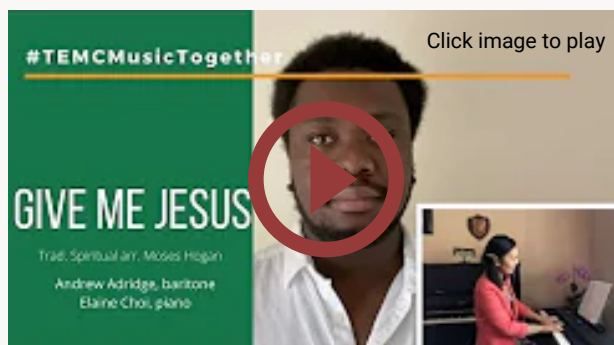 #TEMCMusicTogether
Click image to play
GIVE ME JESUS
Trad. Spiritual arr. Moses Hogan
Andrew Adridge, baritone
Elaine Choi, piano